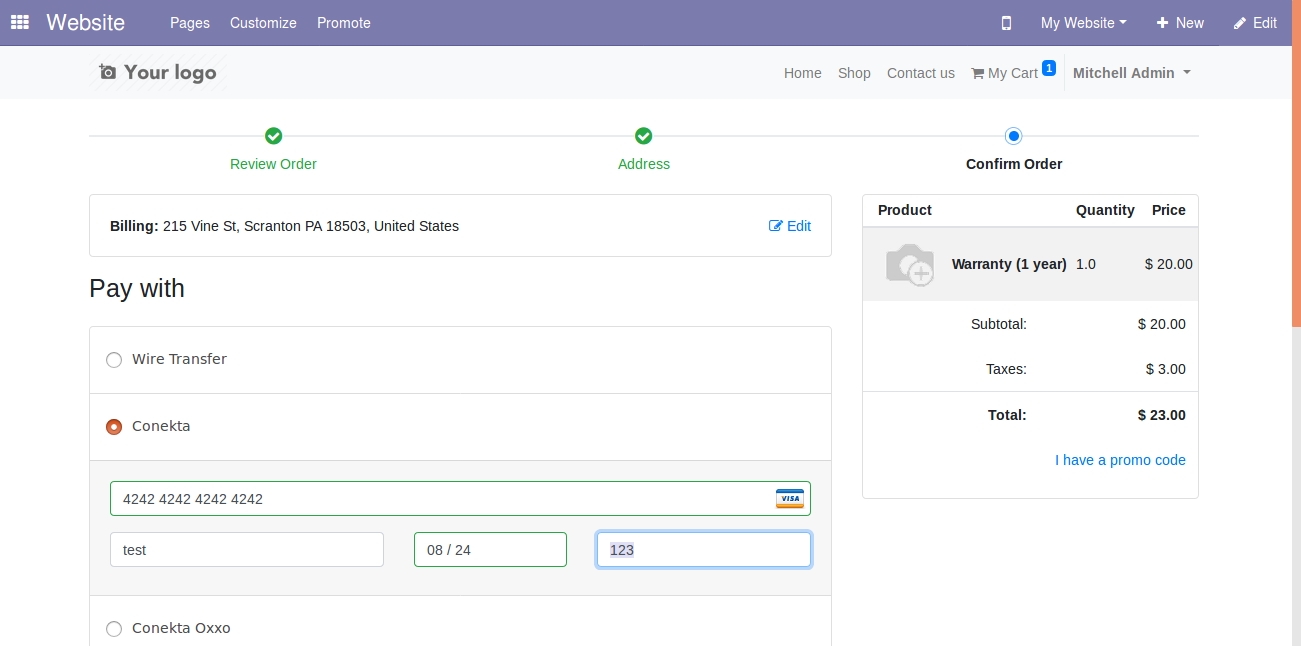 Website Pages Customize Promote My Website New Edit
Your logo Home Shop Contact us My Cart 1 Mitchell Admin
Review Order Address Confirm Order
Billing: 215 Vine St, Scranton PA 18503, United States Edit
Pay with
Wire Transfer
Conekta
4242 4242 4242 4242 VISA
test 08 / 24 123
Conekta Oxxo
Product Quantity Price
Warranty (1 year) 1.0 $ 20.00
Subtotal: $ 20.00
Taxes: $ 3.00
Total: $ 23.00
I have a promo code